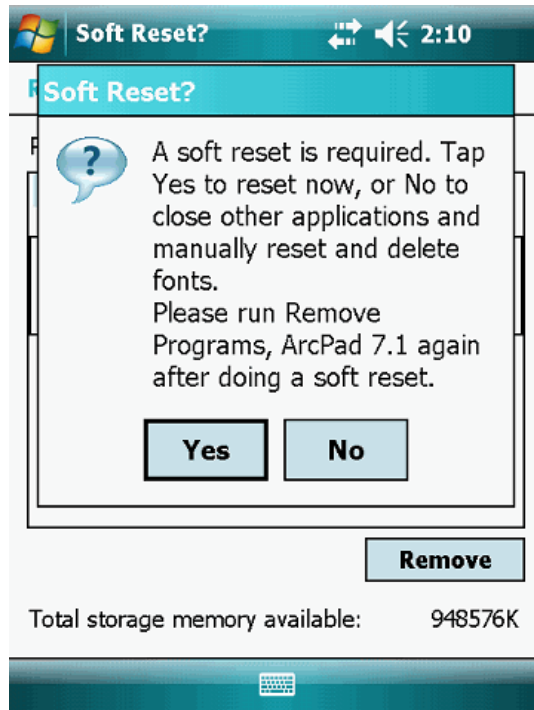 Soft Reset? 2:10
Soft Reset?
A soft reset is required. Tap
Yes to reset now, or No to
close other applications and
manually reset and delete
fonts.
Please run Remove
Programs, ArcPad 7.1 again
after doing a soft reset.
Yes No
Remove
Total storage memory available: 948576K